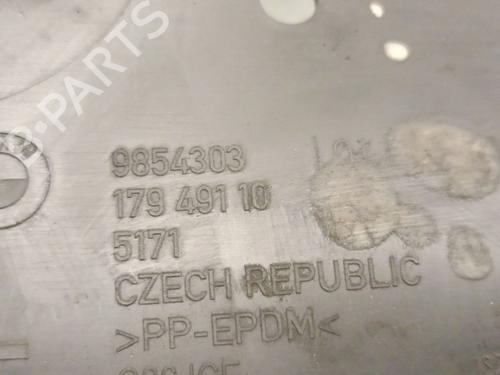 B-PARTS
9854303
179 491 10
5171
CZECH REPUBLIC
>PP-EPDM<